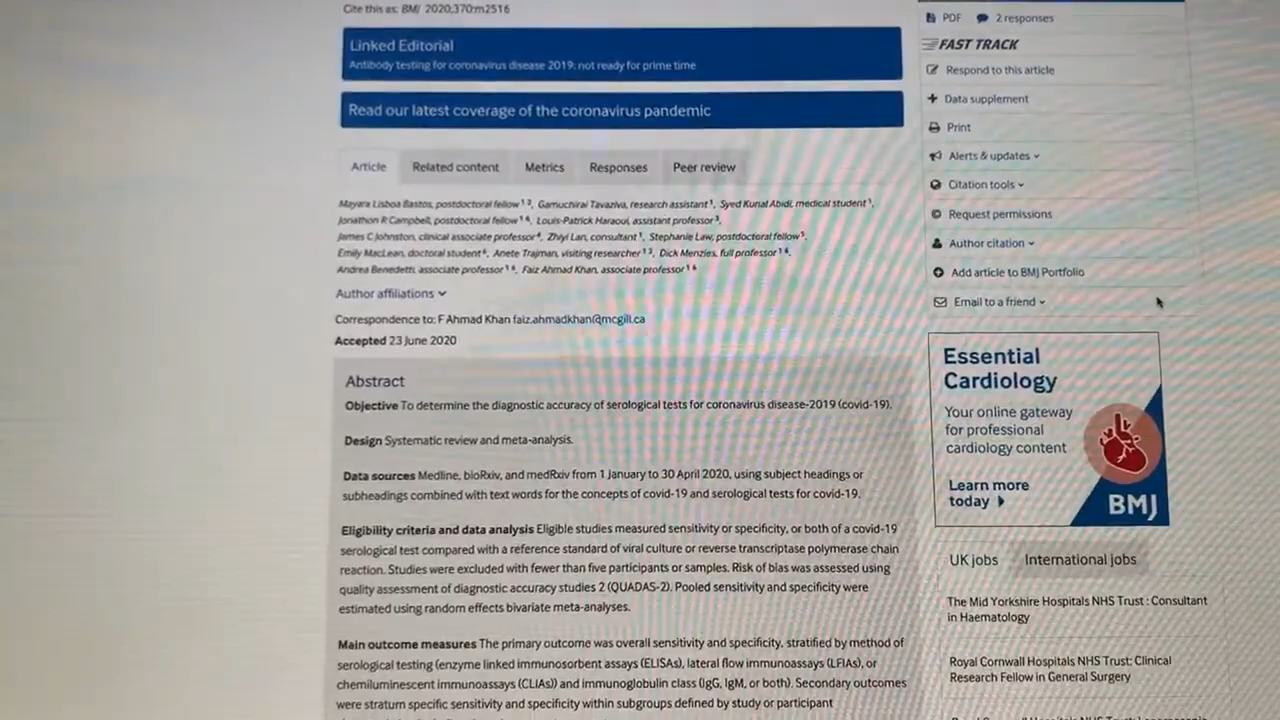 Cite this as: BMJ 2020;370:m2516
Linked Editorial
Antibody testing for coronavirus disease 2019: not ready for prime time
Read our latest coverage of the coronavirus pandemic
Article Related content Metrics Responses Peer review
Mayara Lisboa Bastos, postdoctoral fellow 1 2, Gamuchirai Tavaziva, research assistant 1, Syed Kunal Abidi, medical student 1,
Jonathon R Campbell, postdoctoral fellow 1 6, Louis-Patrick Haraoui, assistant professor 3,
James C Johnston, clinical associate professor 4, Zhiyi Lan, consultant 1, Stephanie Law, postdoctoral fellow 5,
Emily MacLean, doctoral student 6, Anete Trajman, visiting researcher 1 2, Dick Menzies, full professor 1 6,
Andrea Benedetti, associate professor 1 6, Faiz Ahmad Khan, associate professor 1 6
Author affiliations
Correspondence to: F Ahmad Khan faiz.ahmadkhan@mcgill.ca
Accepted 23 June 2020
Abstract
Objective To determine the diagnostic accuracy of serological tests for coronavirus disease-2019 (covid-19).
Design Systematic review and meta-analysis.
Data sources Medline, bioRxiv, and medRxiv from 1 January to 30 April 2020, using subject headings or
subheadings combined with text words for the concepts of covid-19 and serological tests for covid-19.
Eligibility criteria and data analysis Eligible studies measured sensitivity or specificity, or both of a covid-19
serological test compared with a reference standard of viral culture or reverse transcriptase polymerase chain
reaction. Studies were excluded with fewer than five participants or samples. Risk of bias was assessed using
quality assessment of diagnostic accuracy studies 2 (QUADAS-2). Pooled sensitivity and specificity were
estimated using random effects bivariate meta-analyses.
Main outcome measures The primary outcome was overall sensitivity and specificity, stratified by method of
serological testing (enzyme linked immunosorbent assays (ELISAs), lateral flow immunoassays (LFIAs), or
chemiluminescent immunoassays (CLIAs)) and immunoglobulin class (IgG, IgM, or both). Secondary outcomes
were stratum specific sensitivity and specificity within subgroups defined by study or participant
PDF 2 responses
FAST TRACK
Respond to this article
Data supplement
Print
Alerts & updates
Citation tools
Request permissions
Author citation
Add article to BMJ Portfolio
Email to a friend
Essential
Cardiology
Your online gateway
for professional
cardiology content
Learn more
today
BMJ
UK jobs International jobs
The Mid Yorkshire Hospitals NHS Trust : Consultant
in Haematology
Royal Cornwall Hospitals NHS Trust: Clinical
Research Fellow in General Surgery